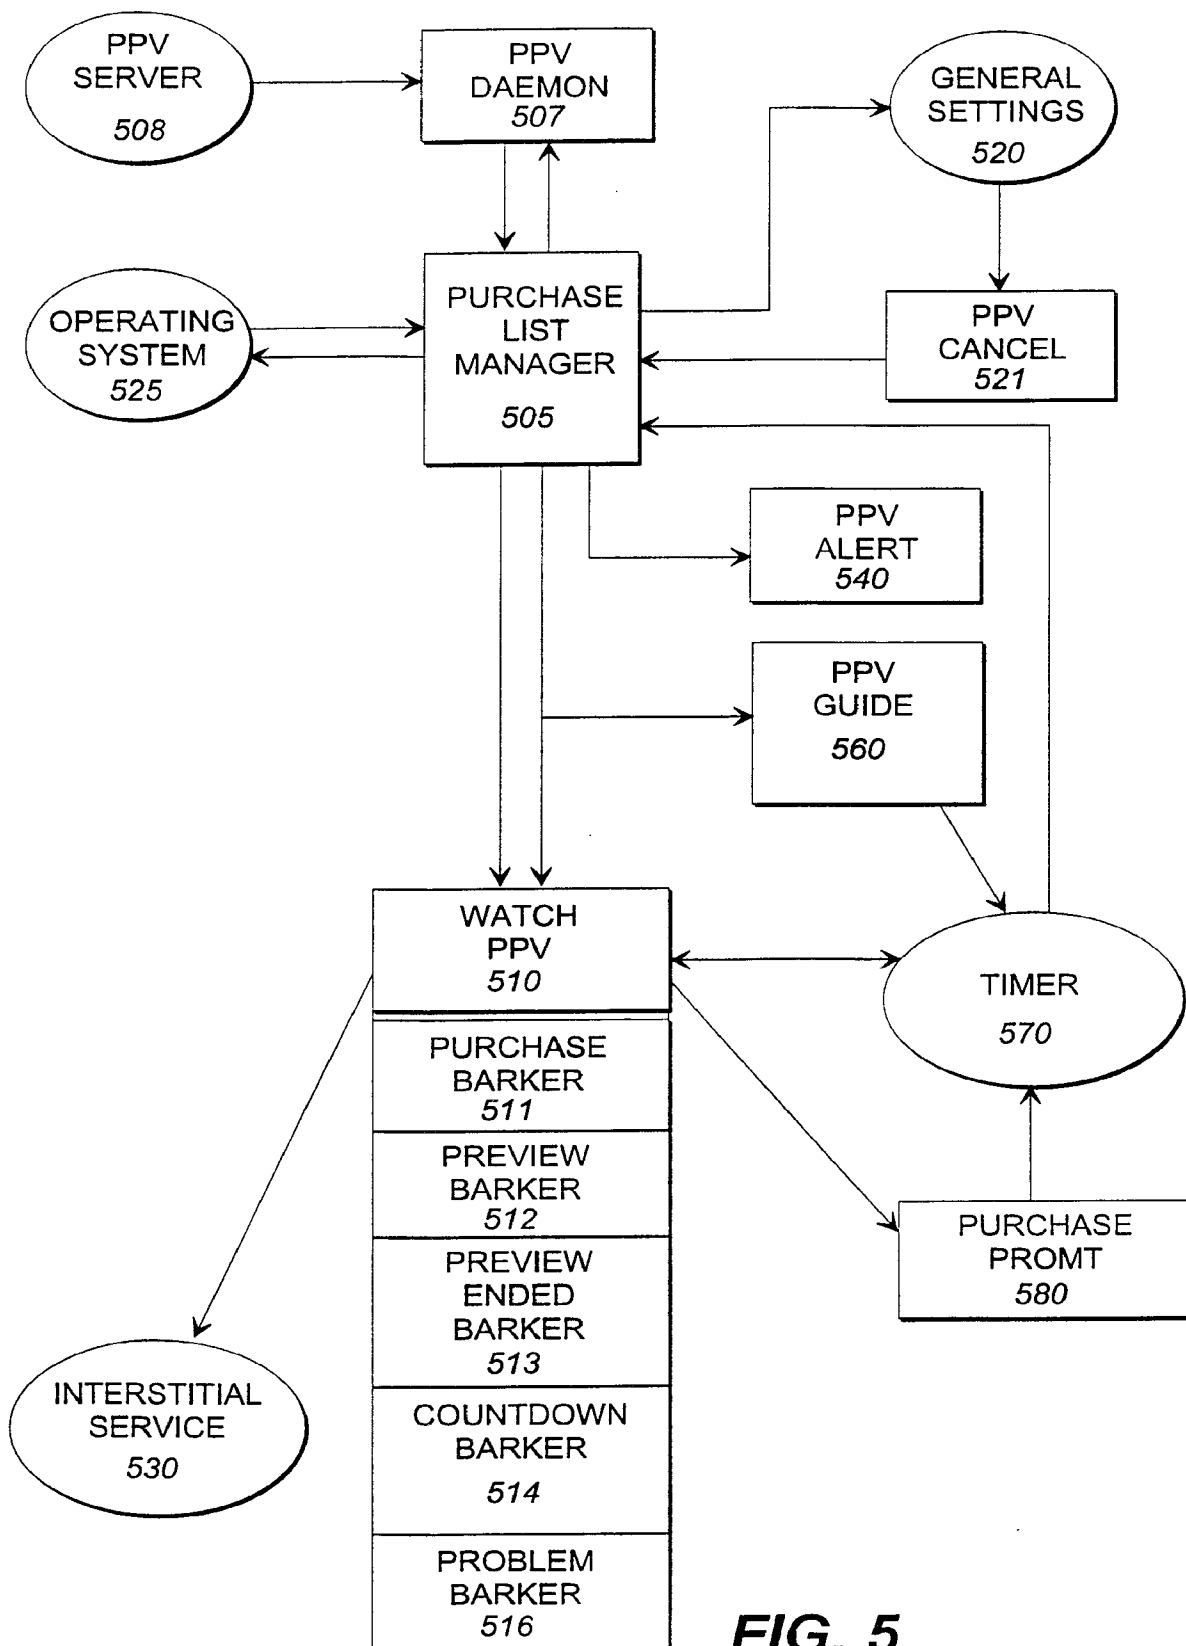 PPV
SERVER
508
PPV
DAEMON
507
GENERAL
SETTINGS
520
OPERATING
SYSTEM
525
PURCHASE
LIST
MANAGER
505
PPV
CANCEL
521
PPV
ALERT
540
PPV
GUIDE
560
WATCH
PPV
510
TIMER
570
PURCHASE
BARKER
511
PREVIEW
BARKER
512
PURCHASE
PROMT
580
PREVIEW
ENDED
BARKER
513
INTERSTITIAL
SERVICE
530
COUNTDOWN
BARKER
514
PROBLEM
BARKER
516
FIG. 5